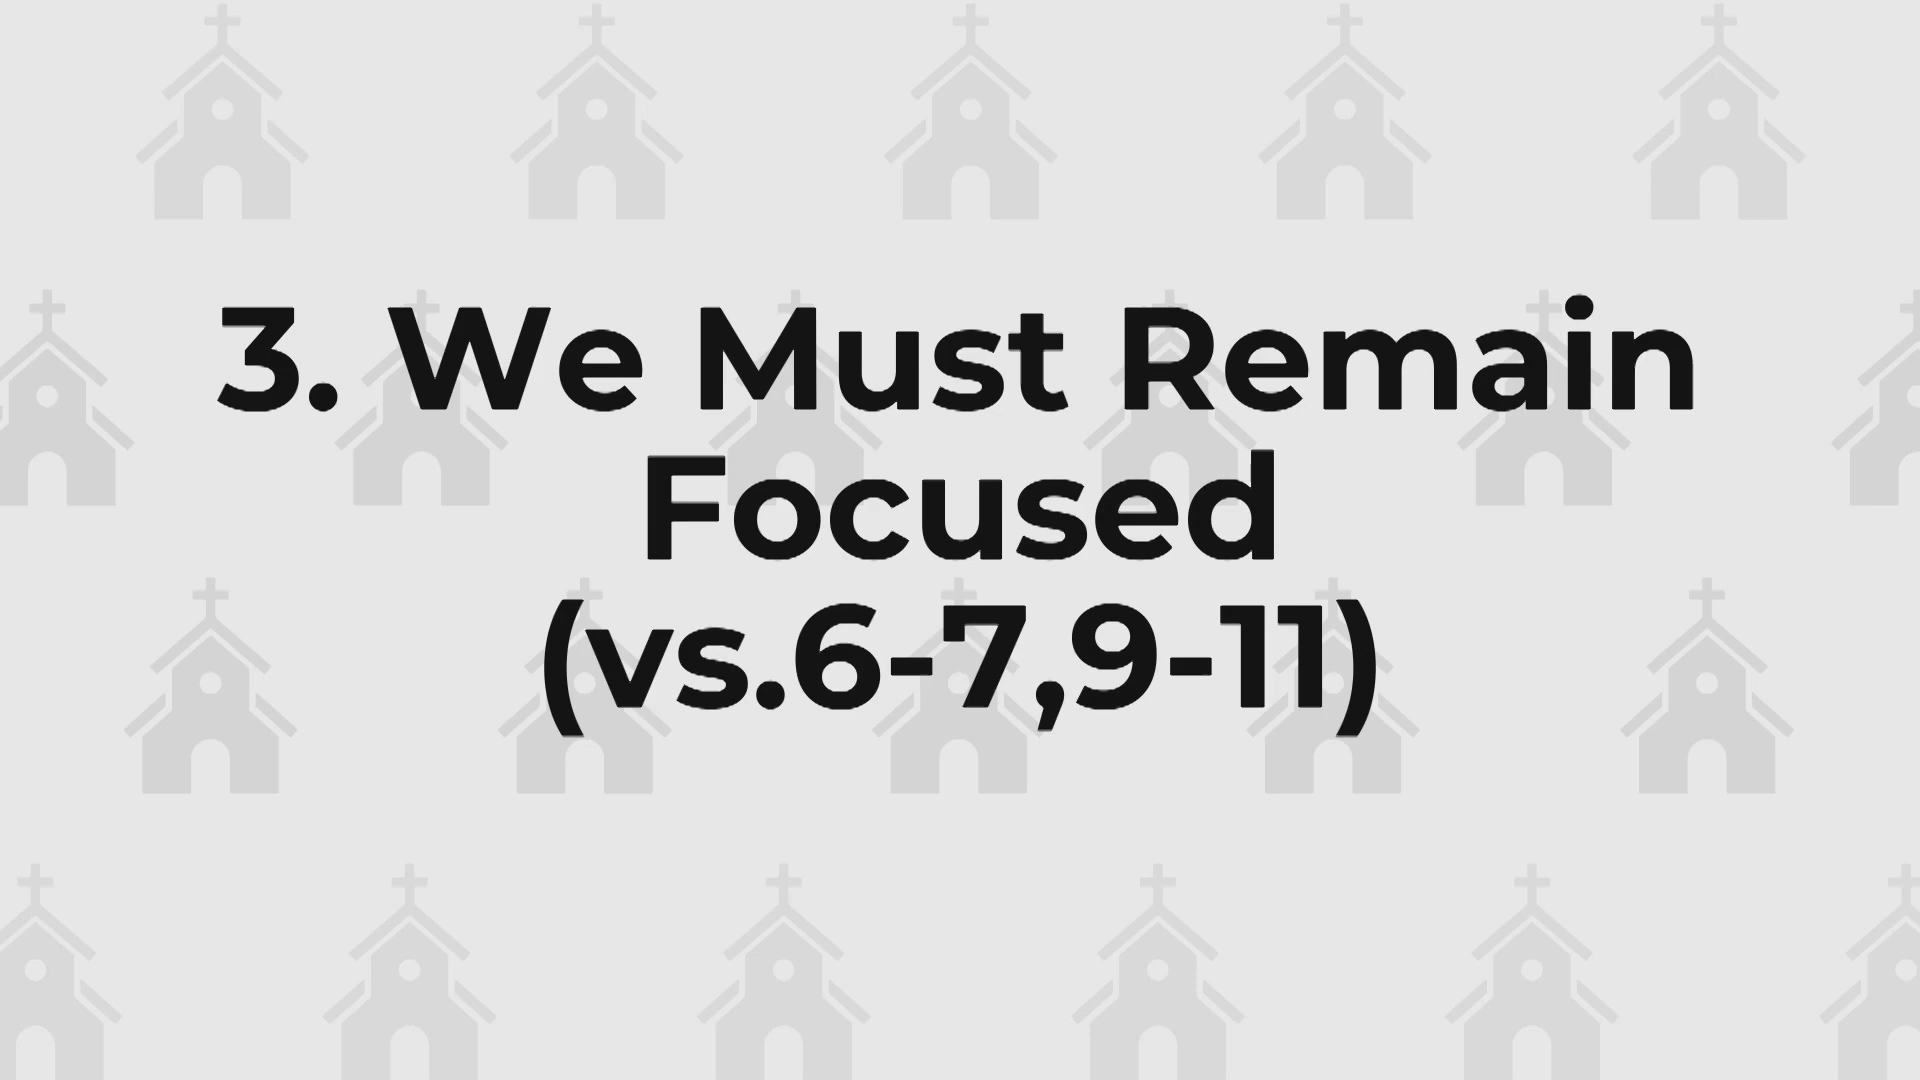 3. We Must Remain
Focused
(vs.6-7,9-11)